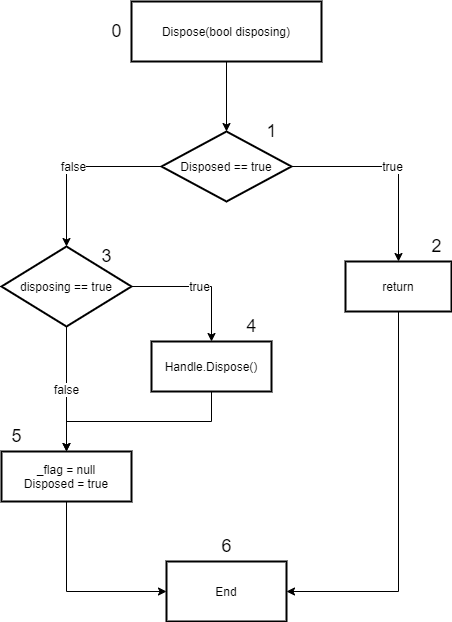 0
Dispose(bool disposing)
1
Disposed == true
false
true
2
return
3
disposing == true
true
4
Handle.Dispose()
false
5
_flag = null
Disposed = true
6
End